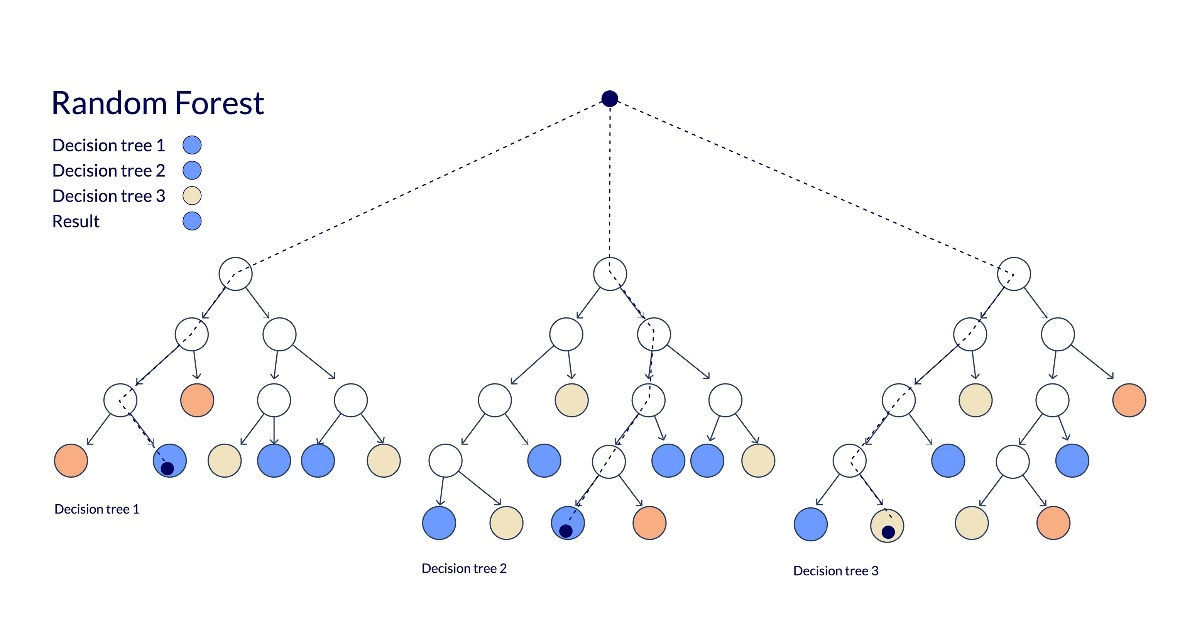 Random Forest
Decision tree 1
Decision tree 2
Decision tree 3
Result
Decision tree 1
Decision tree 2
Decision tree 3